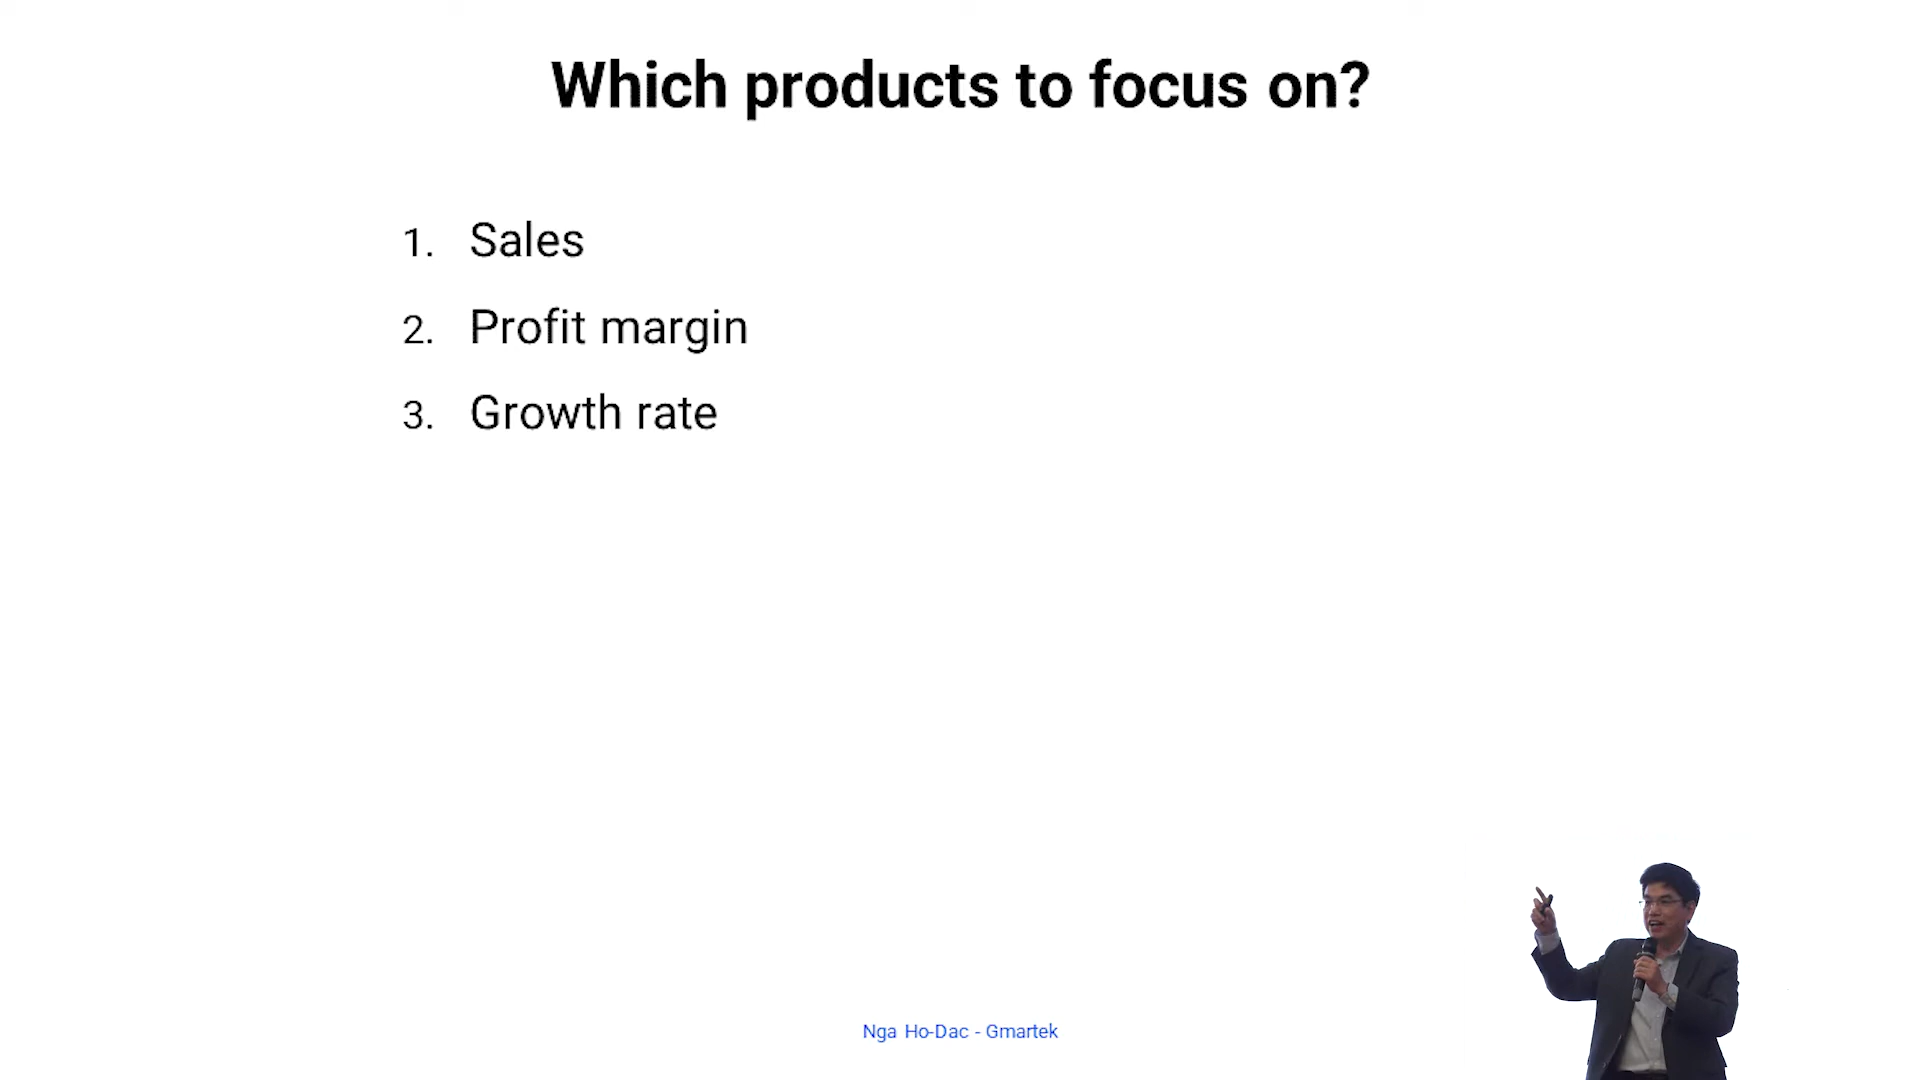 Which products to focus on?
1. Sales
2. Profit margin
3. Growth rate
Nga Ho-Dac - Gmartek